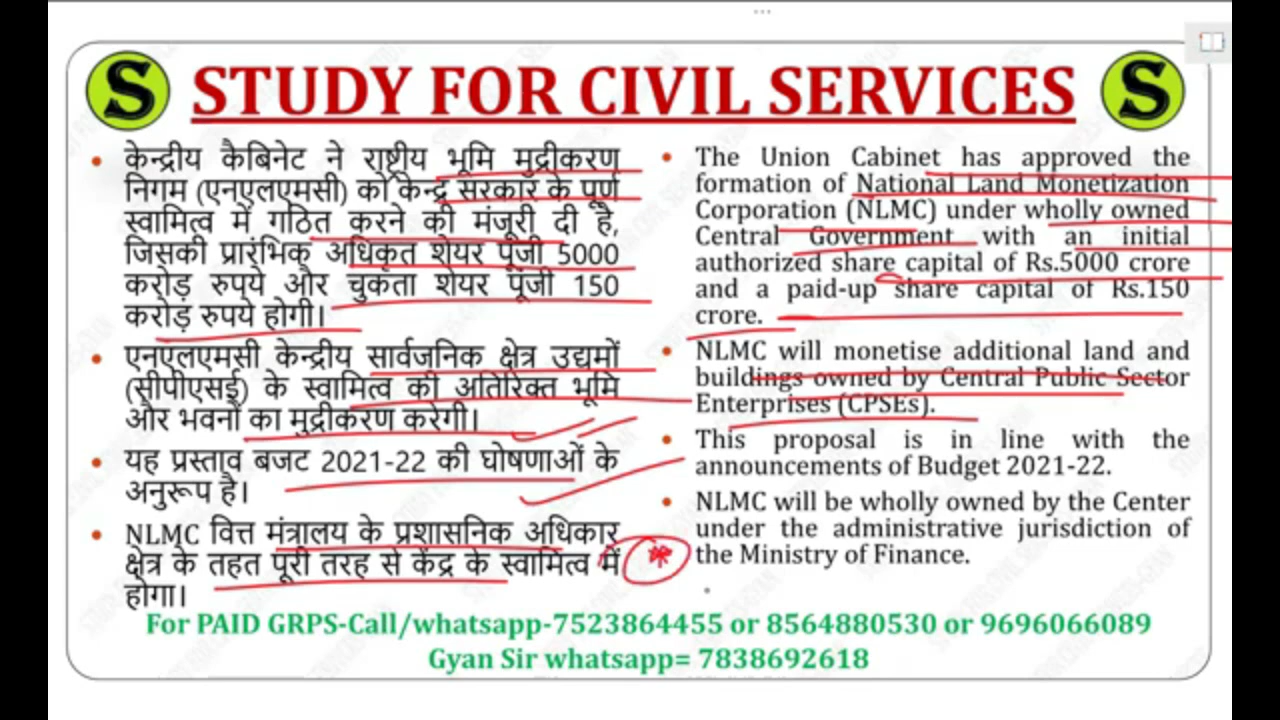 S STUDY FOR CIVIL SERVICES S
• केन्द्रीय कैबिनेट ने राष्ट्रीय भूमि मुद्रीकरण
निगम (एनएलएमसी) को केन्द्र सरकार के पूर्ण
स्वामित्व में गठित करने की मंजूरी दी है,
जिसकी प्रारंभिक अधिकृत शेयर पूंजी 5000
करोड़ रुपये और चुकता शेयर पूंजी 150
करोड़ रुपये होगी।
• एनएलएमसी केन्द्रीय सार्वजनिक क्षेत्र उद्यमों
(सीपीएसई) के स्वामित्व की अतिरिक्त भूमि
और भवनों का मुद्रीकरण करेगी।
• यह प्रस्ताव बजट 2021-22 की घोषणाओं के
अनुरूप है।
• NLMC वित्त मंत्रालय के प्रशासनिक अधिकार
क्षेत्र के तहत पूरी तरह से केंद्र के स्वामित्व में
होगा।
• The Union Cabinet has approved the
formation of National Land Monetization
Corporation (NLMC) under wholly owned
Central Government with an initial
authorized share capital of Rs.5000 crore
and a paid-up share capital of Rs.150
crore.
• NLMC will monetise additional land and
buildings owned by Central Public Sector
Enterprises (CPSEs).
• This proposal is in line with the
announcements of Budget 2021-22.
• NLMC will be wholly owned by the Center
under the administrative jurisdiction of
the Ministry of Finance.
For PAID GRPS-Call/whatsapp-7523864455 or 8564880530 or 9696066089
Gyan Sir whatsapp= 7838692618